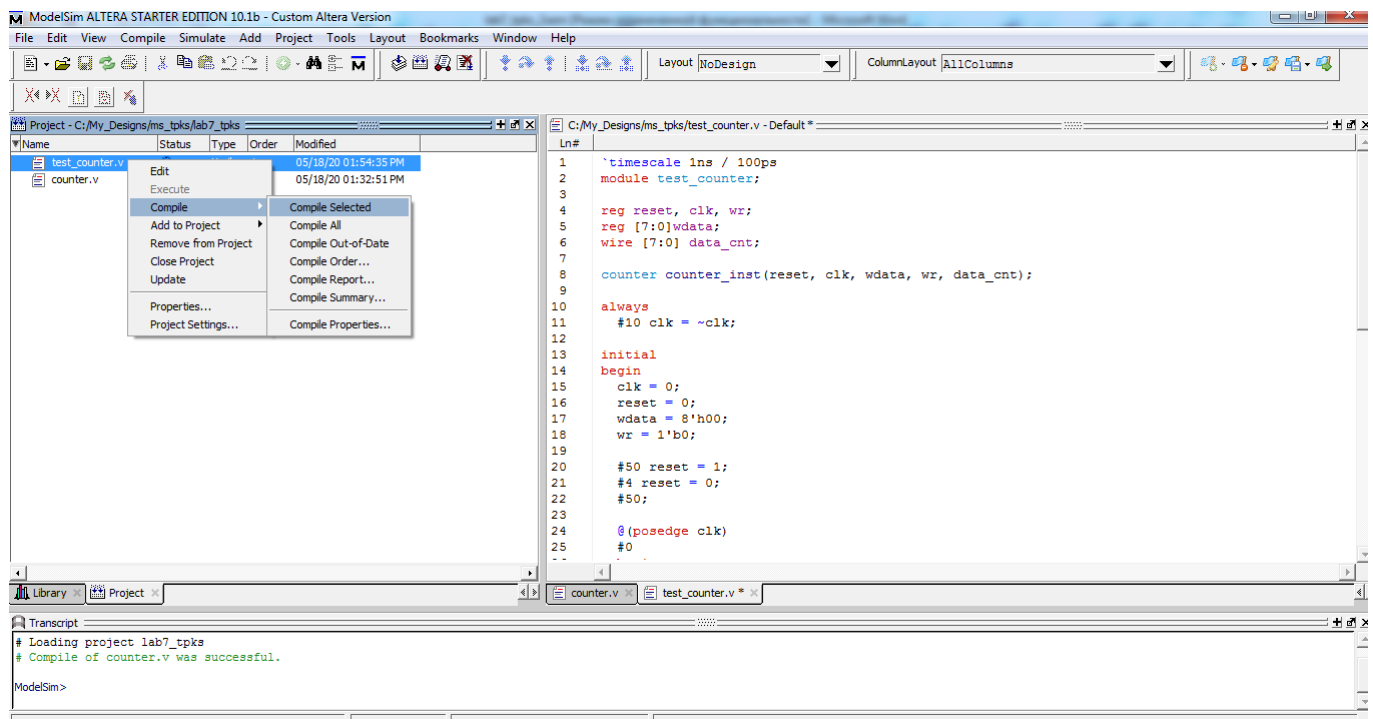 ModelSim ALTERA STARTER EDITION 10.1b - Custom Altera Version
File Edit View Compile Simulate Add Project Tools Layout Bookmarks Window Help
Layout NoDesign ColumnLayout AllColumns
Project - C:/My_Designs/ms_tpks/lab7_tpks
Name Status Type Order Modified
test_counter.v 05/18/20 01:54:35 PM
counter.v 05/18/20 01:32:51 PM
Edit
Execute
Compile
Add to Project
Remove from Project
Close Project
Update
Properties...
Project Settings...
Compile Selected
Compile All
Compile Out-of-Date
Compile Order...
Compile Report...
Compile Summary...
Compile Properties...
Library Project
C:/My_Designs/ms_tpks/test_counter.v - Default *
Ln#
1 `timescale 1ns / 100ps
2 module test_counter;
3
4 reg reset, clk, wr;
5 reg [7:0]wdata;
6 wire [7:0] data_cnt;
7
8 counter counter_inst(reset, clk, wdata, wr, data_cnt);
9
10 always
11 #10 clk = ~clk;
12
13 initial
14 begin
15 clk = 0;
16 reset = 0;
17 wdata = 8'h00;
18 wr = 1'b0;
19
20 #50 reset = 1;
21 #4 reset = 0;
22 #50;
23
24 @(posedge clk)
25 #0
counter.v test_counter.v *
Transcript
# Loading project lab7_tpks
# Compile of counter.v was successful.
ModelSim>